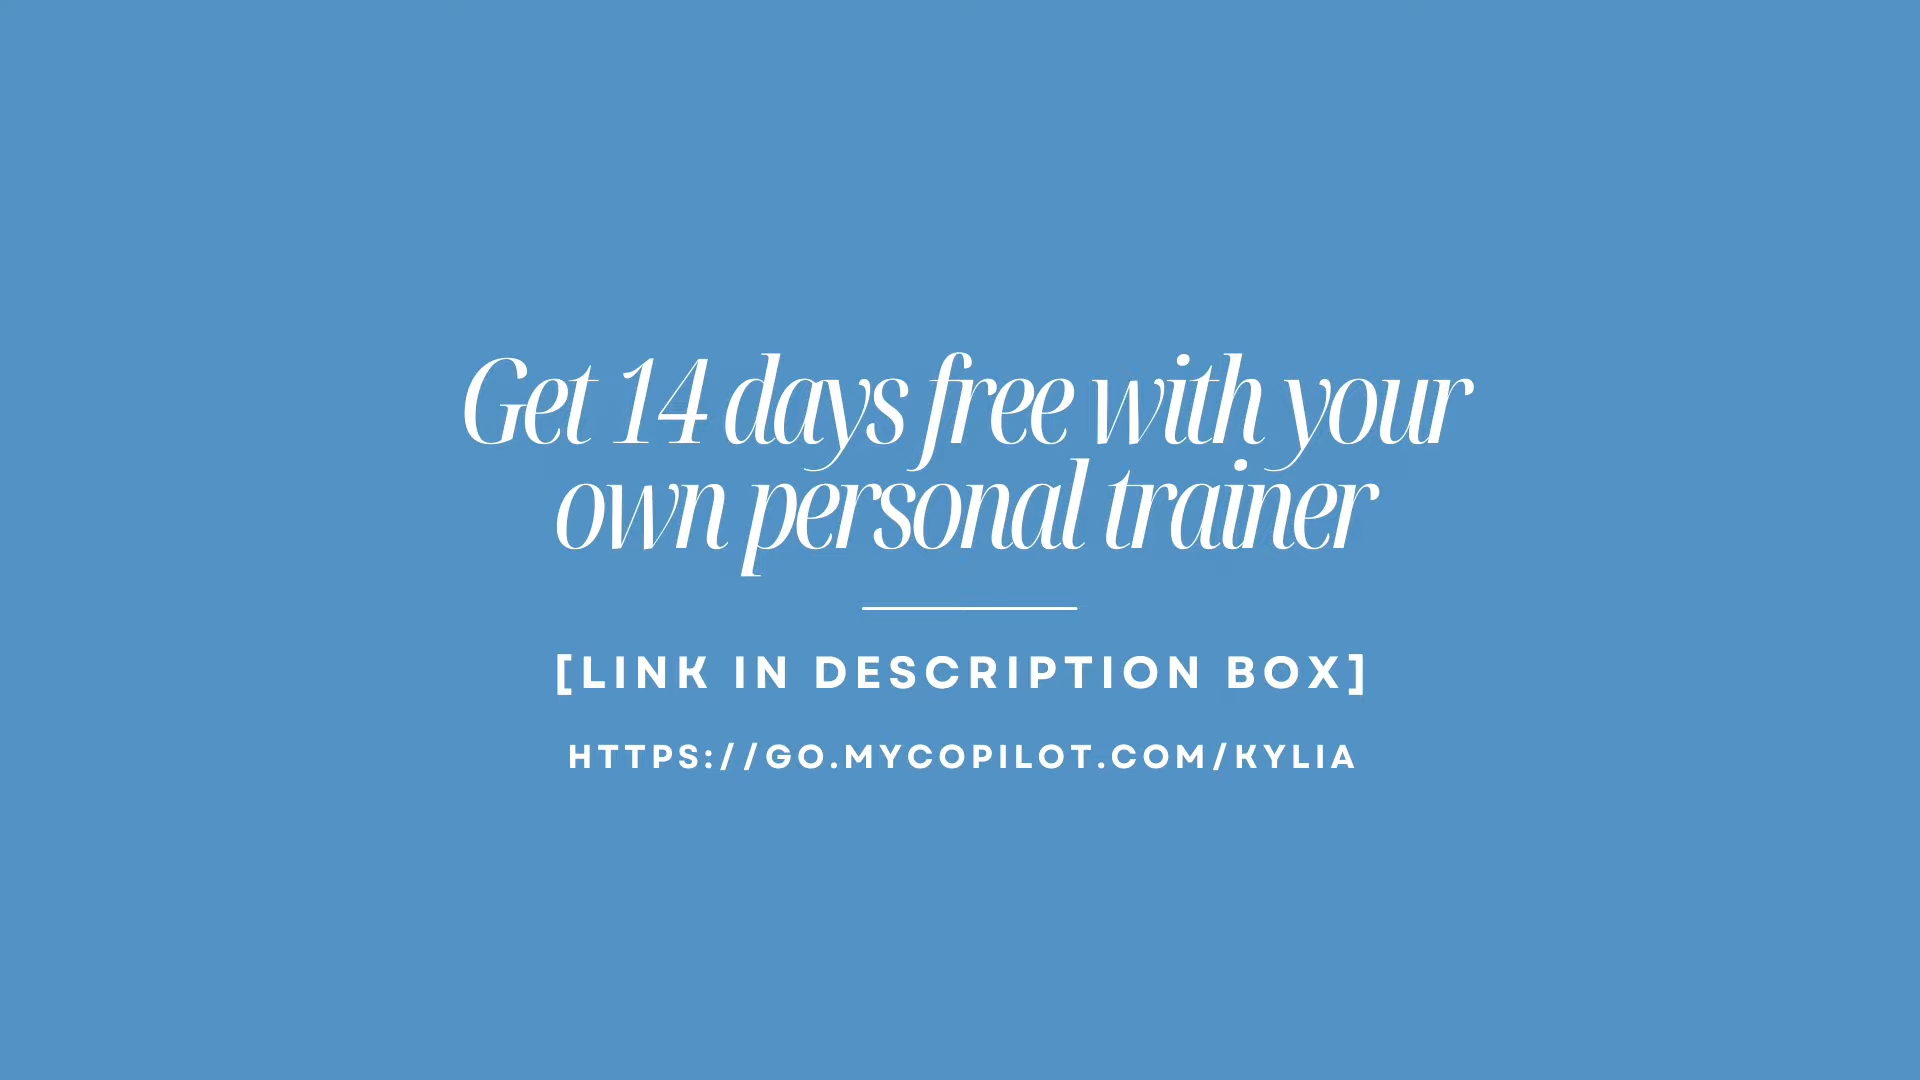 Get 14 days free with your
own personal trainer
[LINK IN DESCRIPTION BOX]
HTTPS://GO.MYCOPILOT.COM/KYLIA